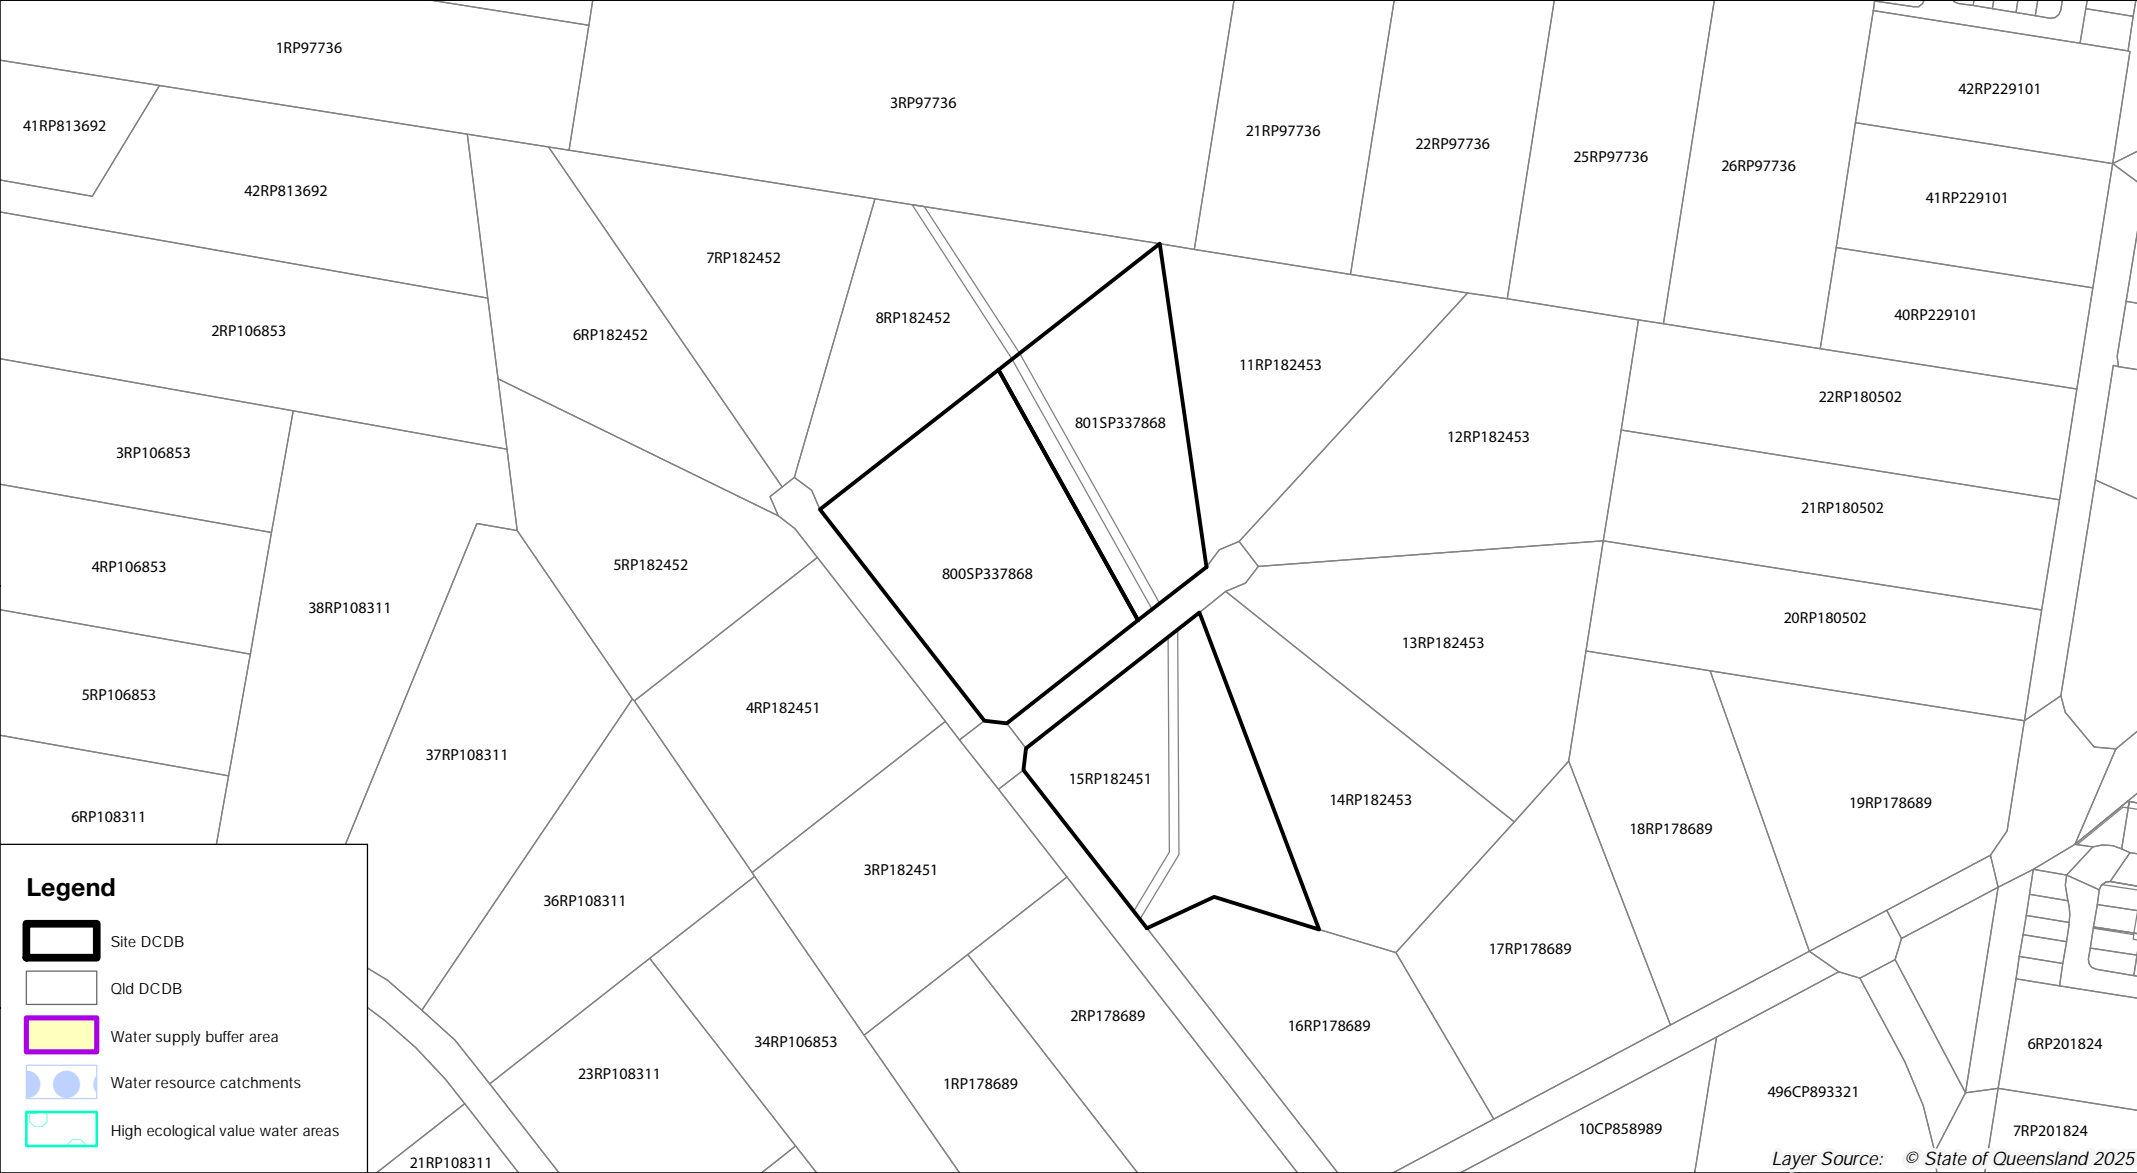 1RP97736
3RP97736
42RP229101
41RP813692
21RP97736
22RP97736
25RP97736
26RP97736
42RP813692
41RP229101
7RP182452
8RP182452
40RP229101
2RP106853
6RP182452
11RP182453
22RP180502
801SP337868
12RP182453
3RP106853
21RP180502
4RP106853
5RP182452
800SP337868
38RP108311
20RP180502
13RP182453
5RP106853
4RP182451
37RP108311
15RP182451
14RP182453
19RP178689
6RP108311
18RP178689
3RP182451
36RP108311
17RP178689
2RP178689
16RP178689
34RP106853
6RP201824
23RP108311
1RP178689
496CP893321
10CP858989
7RP201824
21RP108311
Legend
Site DCDB
Qld DCDB
Water supply buffer area
Water resource catchments
High ecological value water areas
Layer Source: © State of Queensland 2025